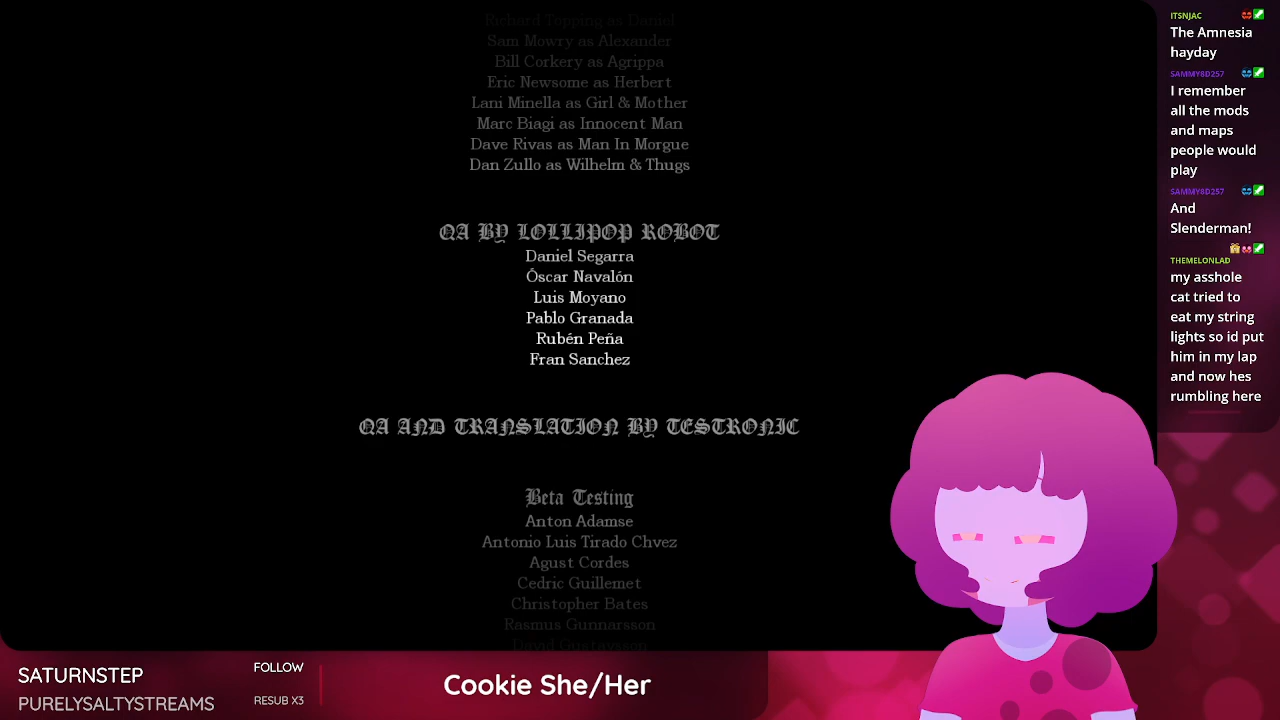 Richard Topping as Daniel
Sam Mowry as Alexander
Bill Corkery as Agrippa
Eric Newsome as Herbert
Lani Minella as Girl & Mother
Marc Biagi as Innocent Man
Dave Rivas as Man In Morgue
Dan Zullo as Wilhelm & Thugs
QA BY LOLLIPOP ROBOT
Daniel Segarra
Óscar Navalón
Luis Moyano
Pablo Granada
Rubén Peña
Fran Sanchez
QA AND TRANSLATION BY TESTRONIC
Beta Testing
Anton Adamse
Antonio Luis Tirado Chvez
Agust Cordes
Cedric Guillemet
Christopher Bates
Rasmus Gunnarsson
David Gustavsson
ITSNJAC
The Amnesia
hayday
SAMMY8D257
I remember
all the mods
and maps
people would
play
SAMMY8D257
And
Slenderman!
THEMELONLAD
my asshole
cat tried to
eat my string
lights so id put
him in my lap
and now hes
rumbling here
SATURNSTEP
FOLLOW
PURELYSALTYSTREAMS
RESUB X3
Cookie She/Her